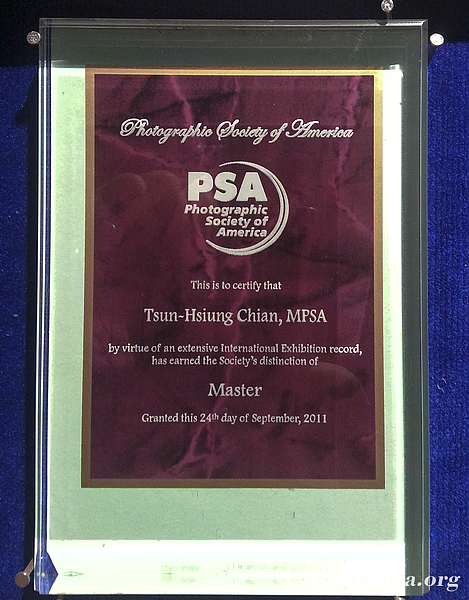 Photographic Society of America
PSA
Photographic
Society of
America
This is to certify that
Tsun-Hsiung Chian, MPSA
by virtue of an extensive International Exhibition record,
has earned the Society's distinction of
Master
Granted this 24th day of September, 2011